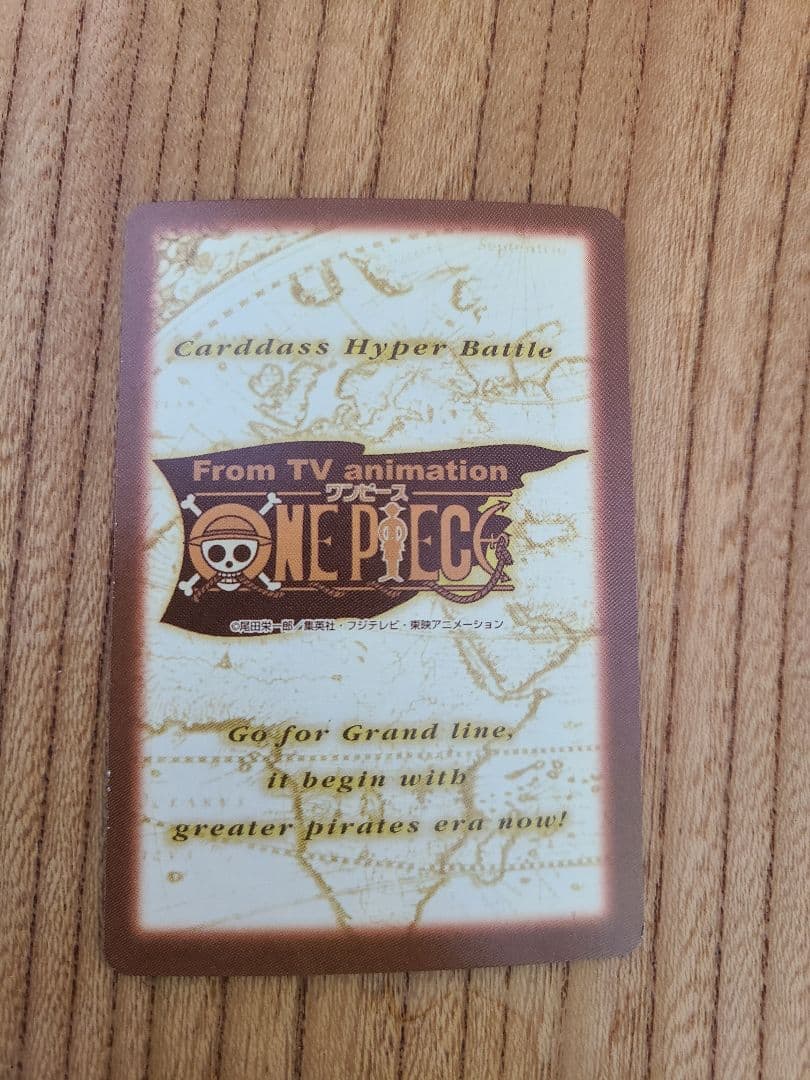 Carddass Hyper Battle
From TV animation
ワンピース
ONE PIECE
©尾田栄一郎/集英社・フジテレビ・東映アニメーション
Go for Grand line,
it begin with
greater pirates era now!